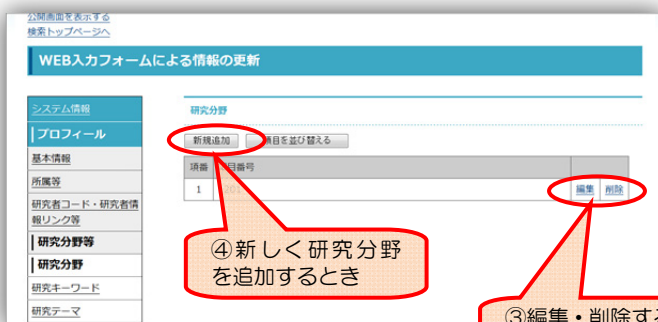 公開画面を表示する
検索トップページへ
WEB入力フォームによる情報の更新
システム情報
プロフィール
基本情報
所属等
研究者コード・研究者情
報リンク等
研究分野等
研究分野
研究キーワード
研究テーマ
研究分野
新規追加 項目を並び替える
項番 項目番号
1 201
編集 削除
④新しく研究分野
を追加するとき
③編集・削除する